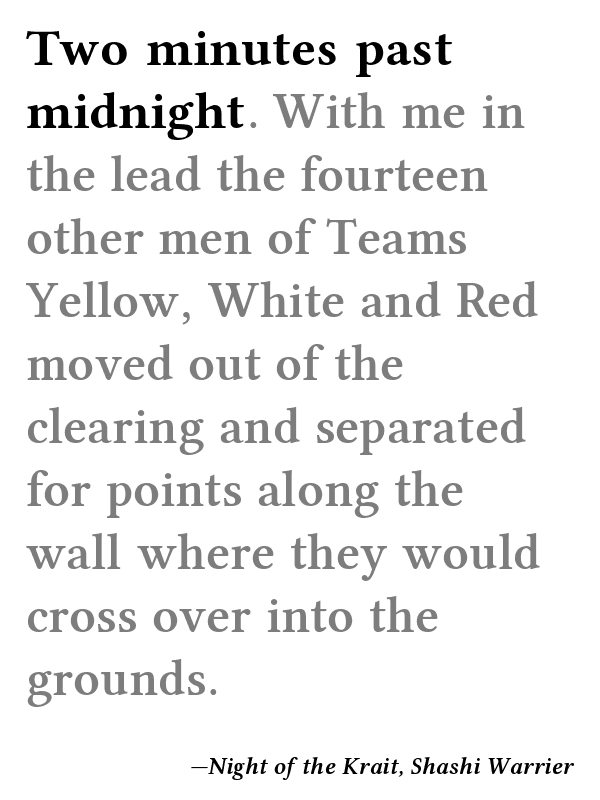 Two minutes past
midnight. With me in
the lead the fourteen
other men of Teams
Yellow, White and Red
moved out of the
clearing and separated
for points along the
wall where they would
cross over into the
grounds.
—Night of the Krait, Shashi Warrier